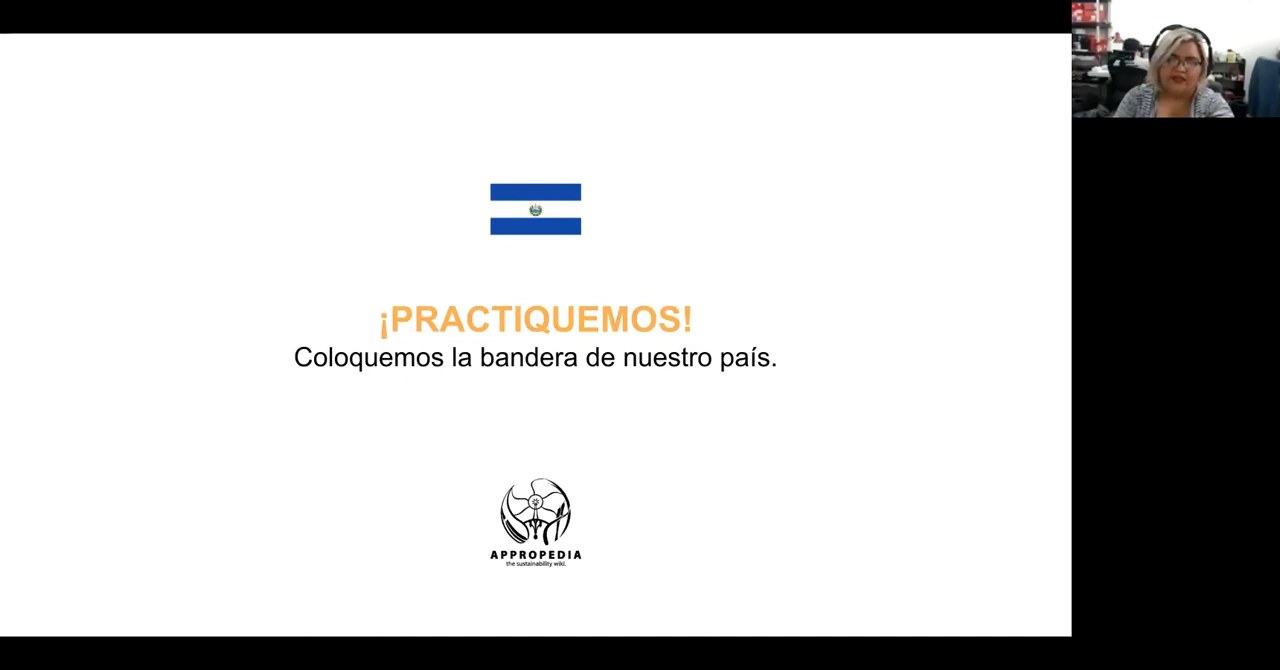 ¡PRACTIQUEMOS!
Coloquemos la bandera de nuestro país.
APPROPEDIA
the sustainability wiki.